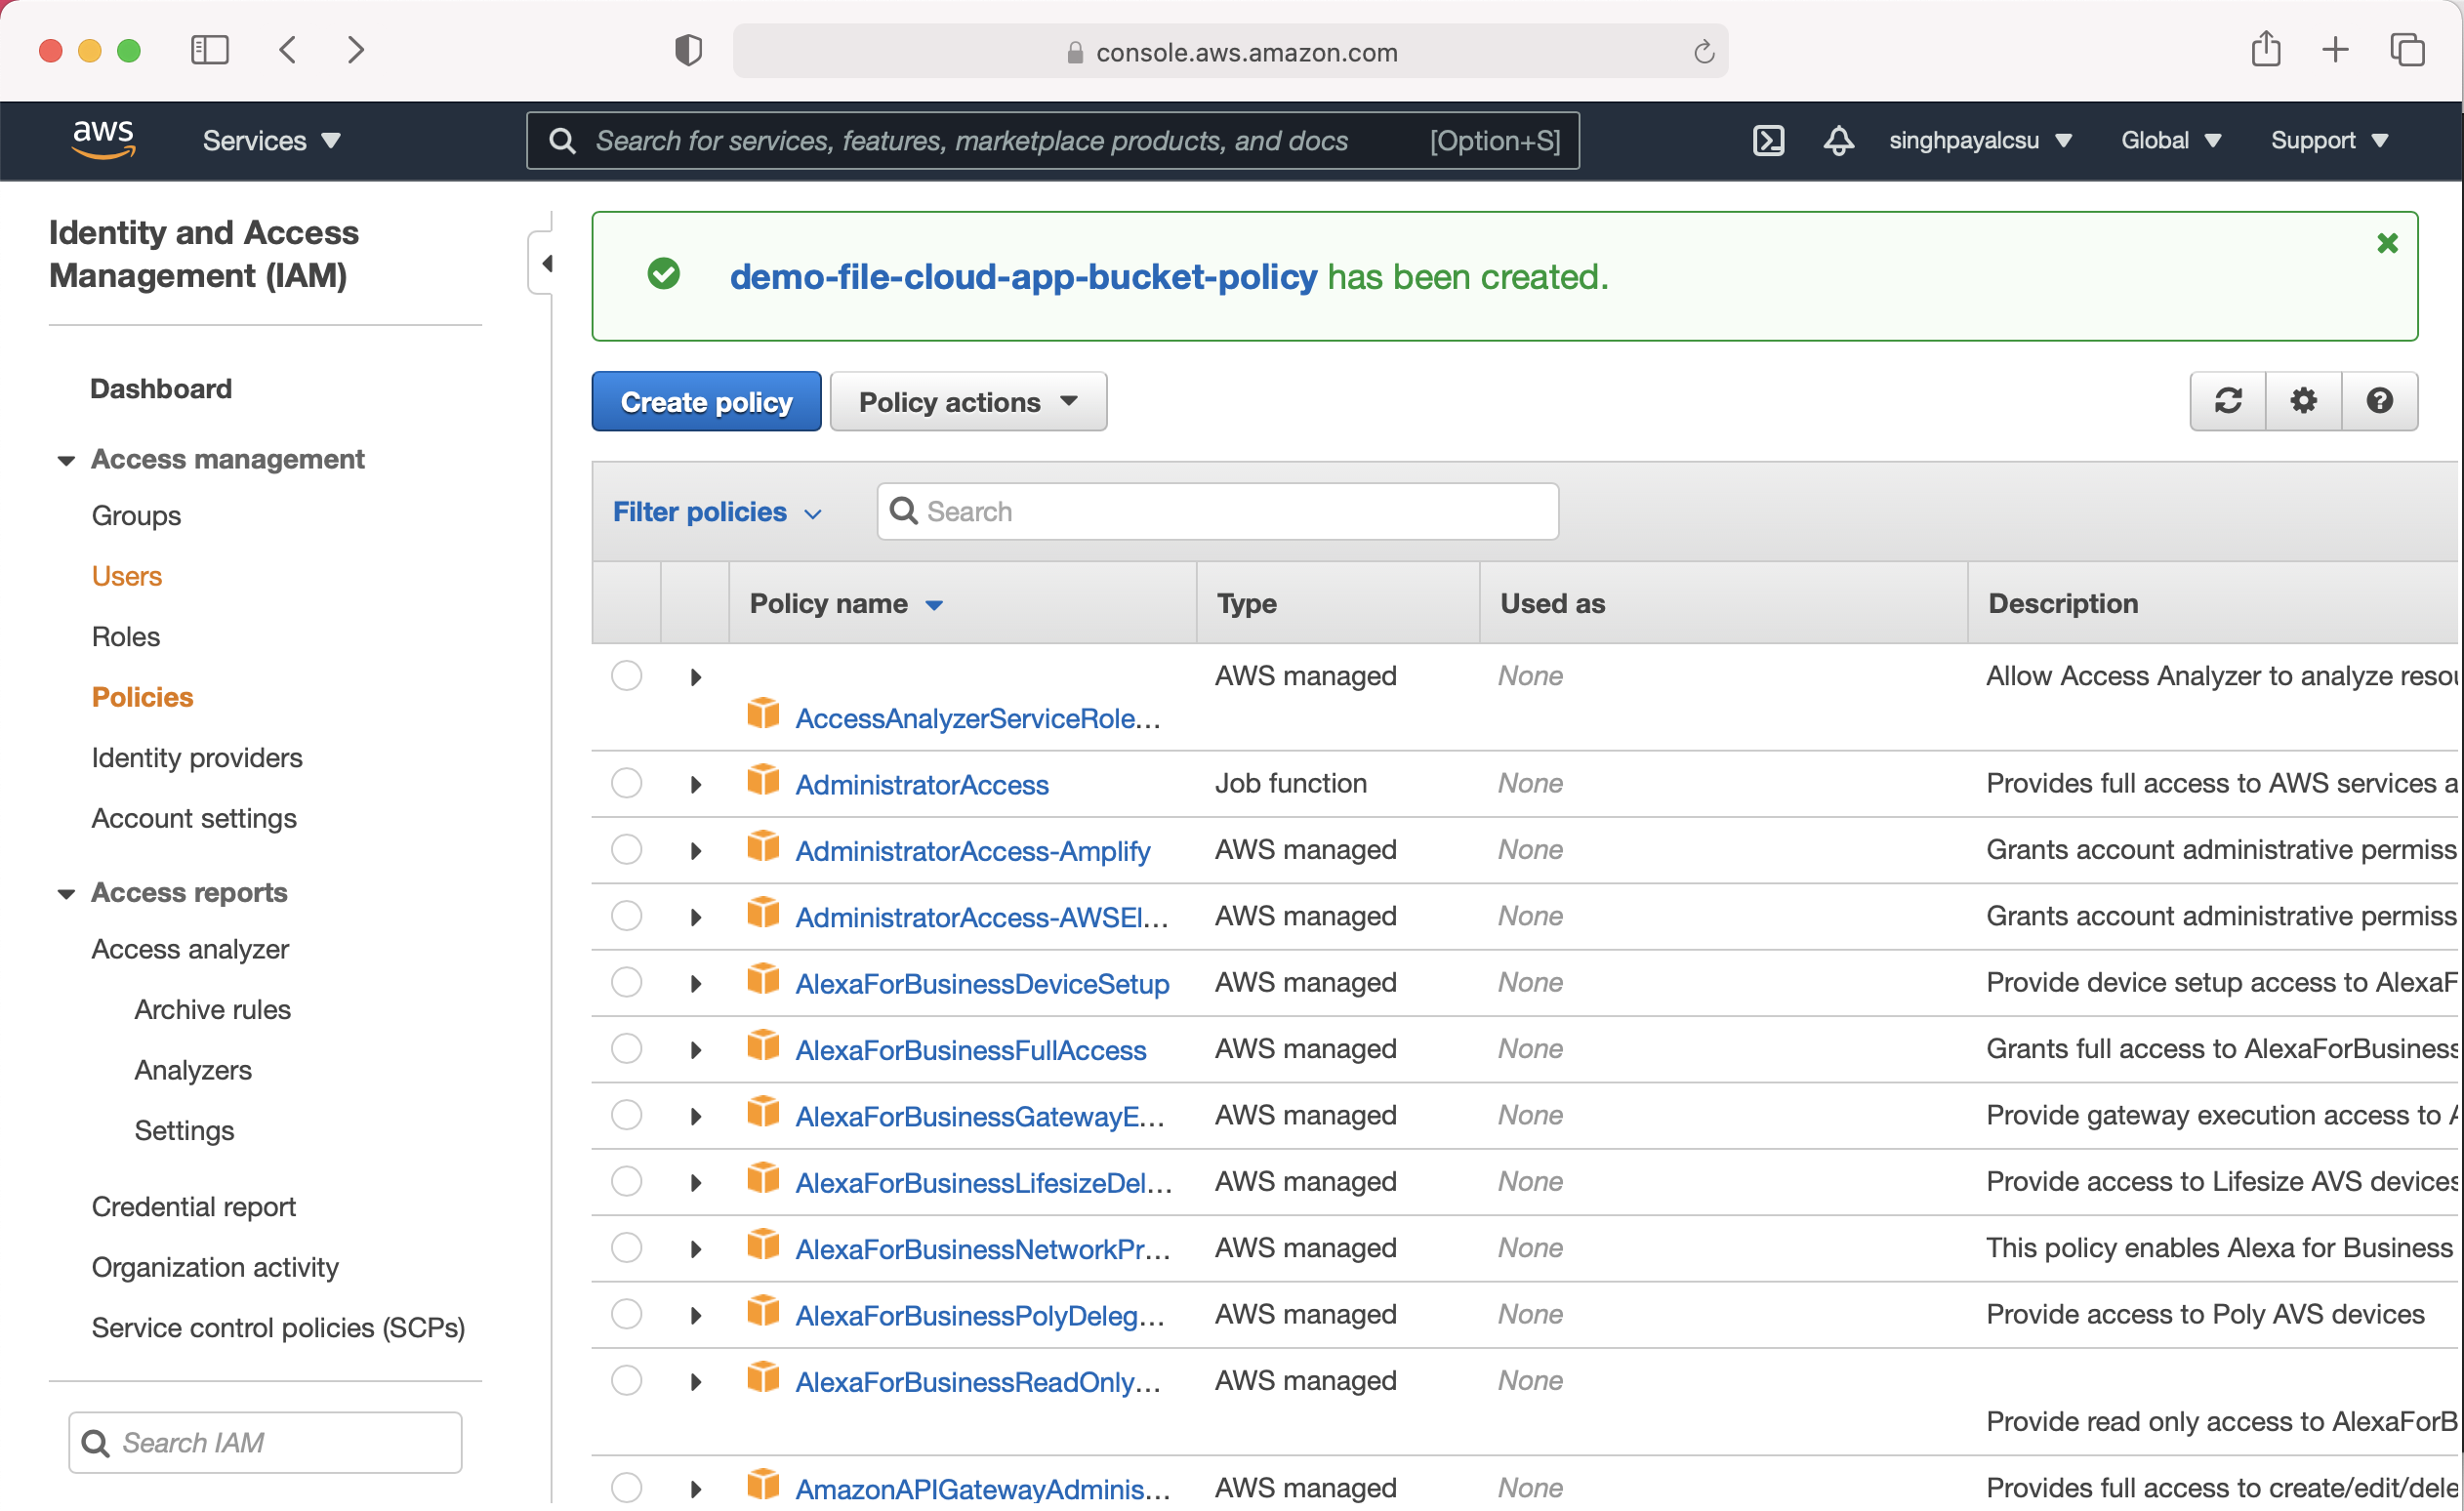 console.aws.amazon.com
aws
Services
Search for services, features, marketplace products, and docs
[Option+S]
singhpayalcsu
Global
Support
Identity and Access
Management (IAM)
Dashboard
Access management
Groups
Users
Roles
Policies
Identity providers
Account settings
Access reports
Access analyzer
Archive rules
Analyzers
Settings
Credential report
Organization activity
Service control policies (SCPs)
Search IAM
demo-file-cloud-app-bucket-policy has been created.
Create policy
Policy actions
Filter policies
Search
Policy name Type Used as Description
AWS managed None Allow Access Analyzer to analyze resou
AccessAnalyzerServiceRole...
AdministratorAccess Job function None Provides full access to AWS services a
AdministratorAccess-Amplify AWS managed None Grants account administrative permiss
AdministratorAccess-AWSEl... AWS managed None Grants account administrative permiss
AlexaForBusinessDeviceSetup AWS managed None Provide device setup access to AlexaF
AlexaForBusinessFullAccess AWS managed None Grants full access to AlexaForBusiness
AlexaForBusinessGatewayE... AWS managed None Provide gateway execution access to A
AlexaForBusinessLifesizeDel... AWS managed None Provide access to Lifesize AVS devices
AlexaForBusinessNetworkPr... AWS managed None This policy enables Alexa for Business
AlexaForBusinessPolyDeleg... AWS managed None Provide access to Poly AVS devices
AlexaForBusinessReadOnly... AWS managed None
Provide read only access to AlexaForB
AmazonAPIGatewayAdminis... AWS managed None Provides full access to create/edit/dele